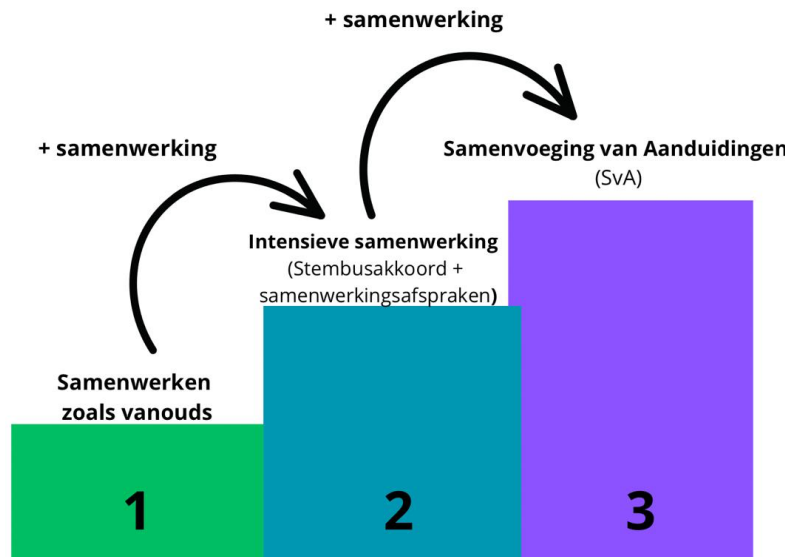 + samenwerking
+ samenwerking
Samenvoeging van Aanduidingen
(SvA)
Intensieve samenwerking
(Stembusakkoord +
samenwerkingsafspraken)
Samenwerken
zoals vanouds
1
2
3